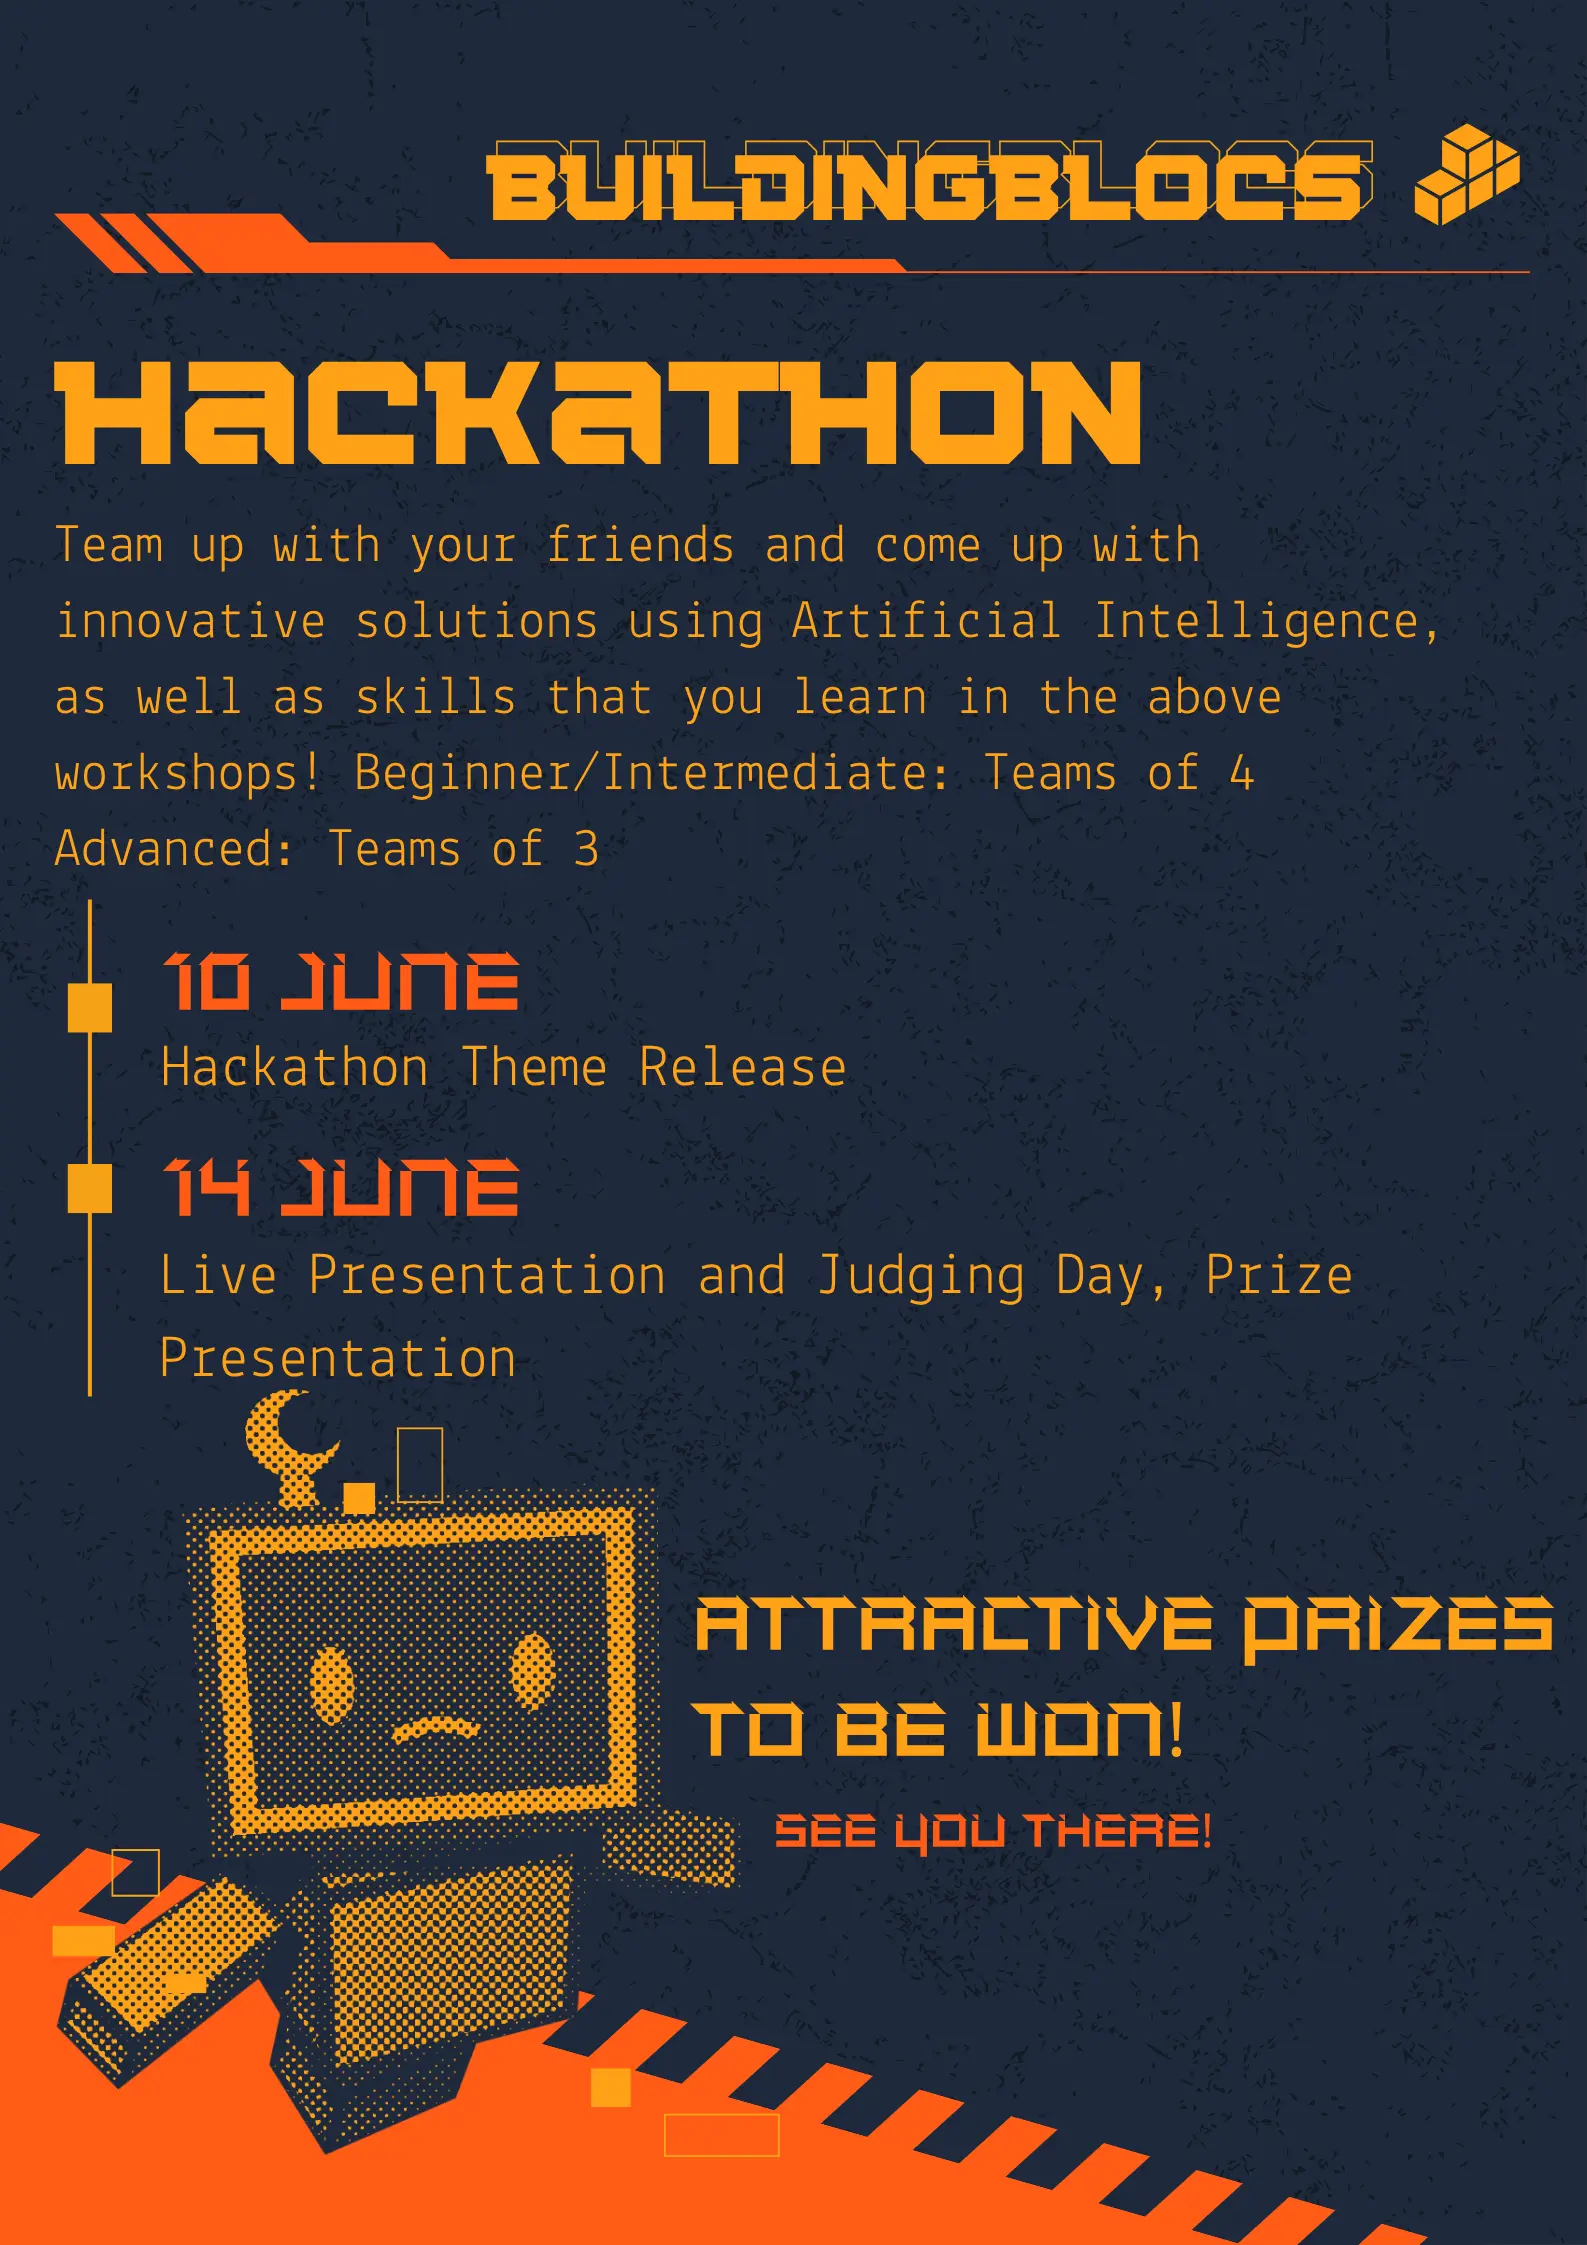 BUILDINGBLOCS
HaCKaTHON
Team up with your friends and come up with
innovative solutions using Artificial Intelligence,
as well as skills that you learn in the above
workshops! Beginner/Intermediate: Teams of 4
Advanced: Teams of 3
10 JUNE
Hackathon Theme Release
14 JUNE
Live Presentation and Judging Day, Prize
Presentation
ATTRACTIVE PRIZES
TO BE WON!
SEE YOU THERE!